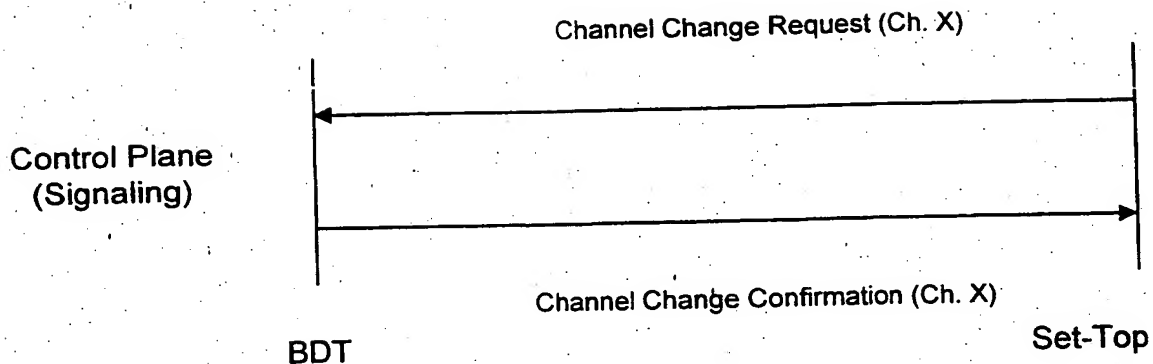 Channel Change Request (Ch. X)
Control Plane
(Signaling)
Channel Change Confirmation (Ch. X)
BDT
Set-Top